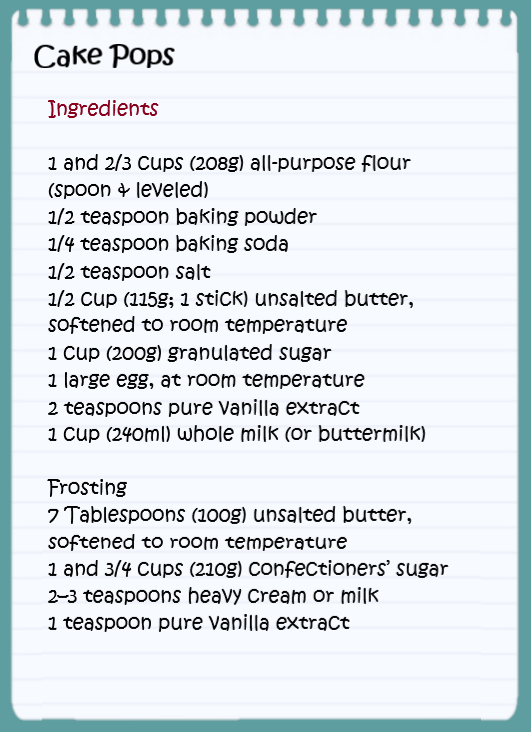 Cake Pops
Ingredients
1 and 2/3 cups (208g) all-purpose flour
(spoon & leveled)
1/2 teaspoon baking powder
1/4 teaspoon baking soda
1/2 teaspoon salt
1/2 cup (115g; 1 stick) unsalted butter,
softened to room temperature
1 cup (200g) granulated sugar
1 large egg, at room temperature
2 teaspoons pure vanilla extract
1 cup (240ml) whole milk (or buttermilk)
Frosting
7 Tablespoons (100g) unsalted butter,
softened to room temperature
1 and 3/4 cups (210g) confectioners’ sugar
2–3 teaspoons heavy cream or milk
1 teaspoon pure vanilla extract